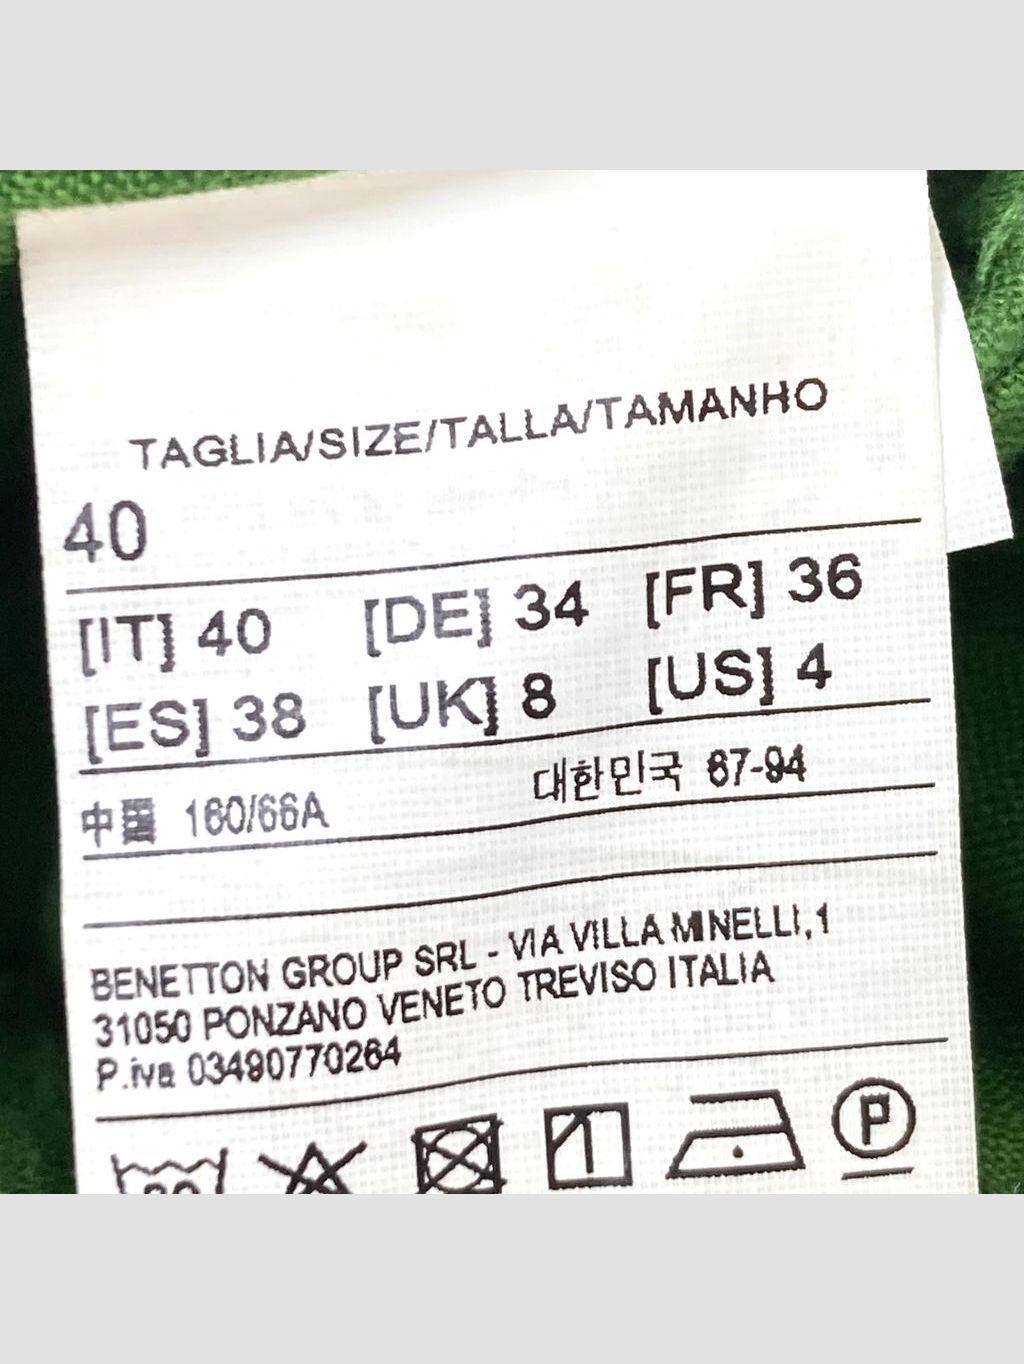 TAGLIA/SIZE/TALLA/TAMANHO
40
[IT] 40 [DE] 34 [FR] 36
[ES] 38 [UK] 8 [US] 4
中國 160/66A 대한민국 67-94
BENETTON GROUP SRL - VIA VILLA MINELLI, 1
31050 PONZANO VENETO TREVISO ITALIA
P.iva 03490770264
P